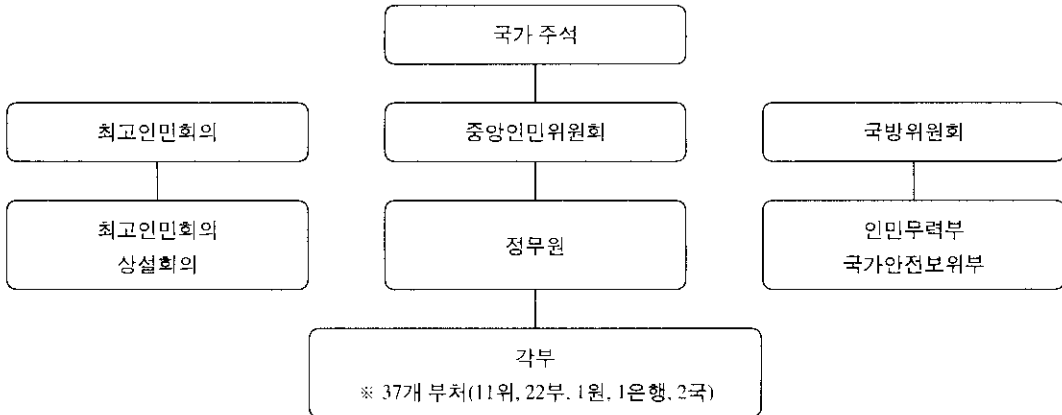 국가 주석
최고인민회의
중앙인민위원회
국방위원회
최고인민회의
상설회의
정무원
인민무력부
국가안전보위부
각부
※ 37개 부처(11위, 22부, 1원, 1은행, 2국)